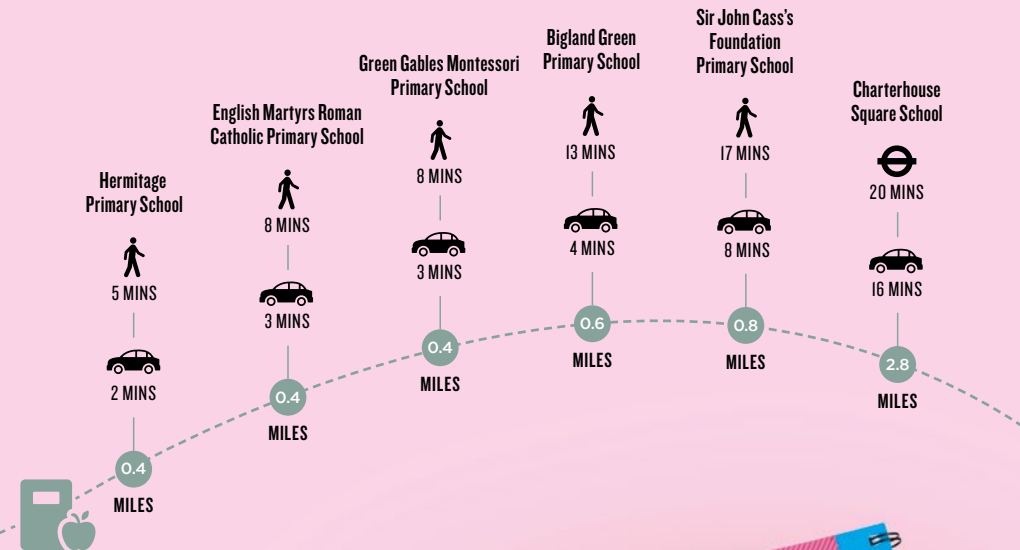 Hermitage
Primary School
5 MINS
2 MINS
0.4
MILES
English Martyrs Roman
Catholic Primary School
8 MINS
3 MINS
0.4
MILES
Green Gables Montessori
Primary School
8 MINS
3 MINS
0.4
MILES
Bigland Green
Primary School
13 MINS
4 MINS
0.6
MILES
Sir John Cass's
Foundation
Primary School
17 MINS
8 MINS
0.8
MILES
Charterhouse
Square School
20 MINS
16 MINS
2.8
MILES